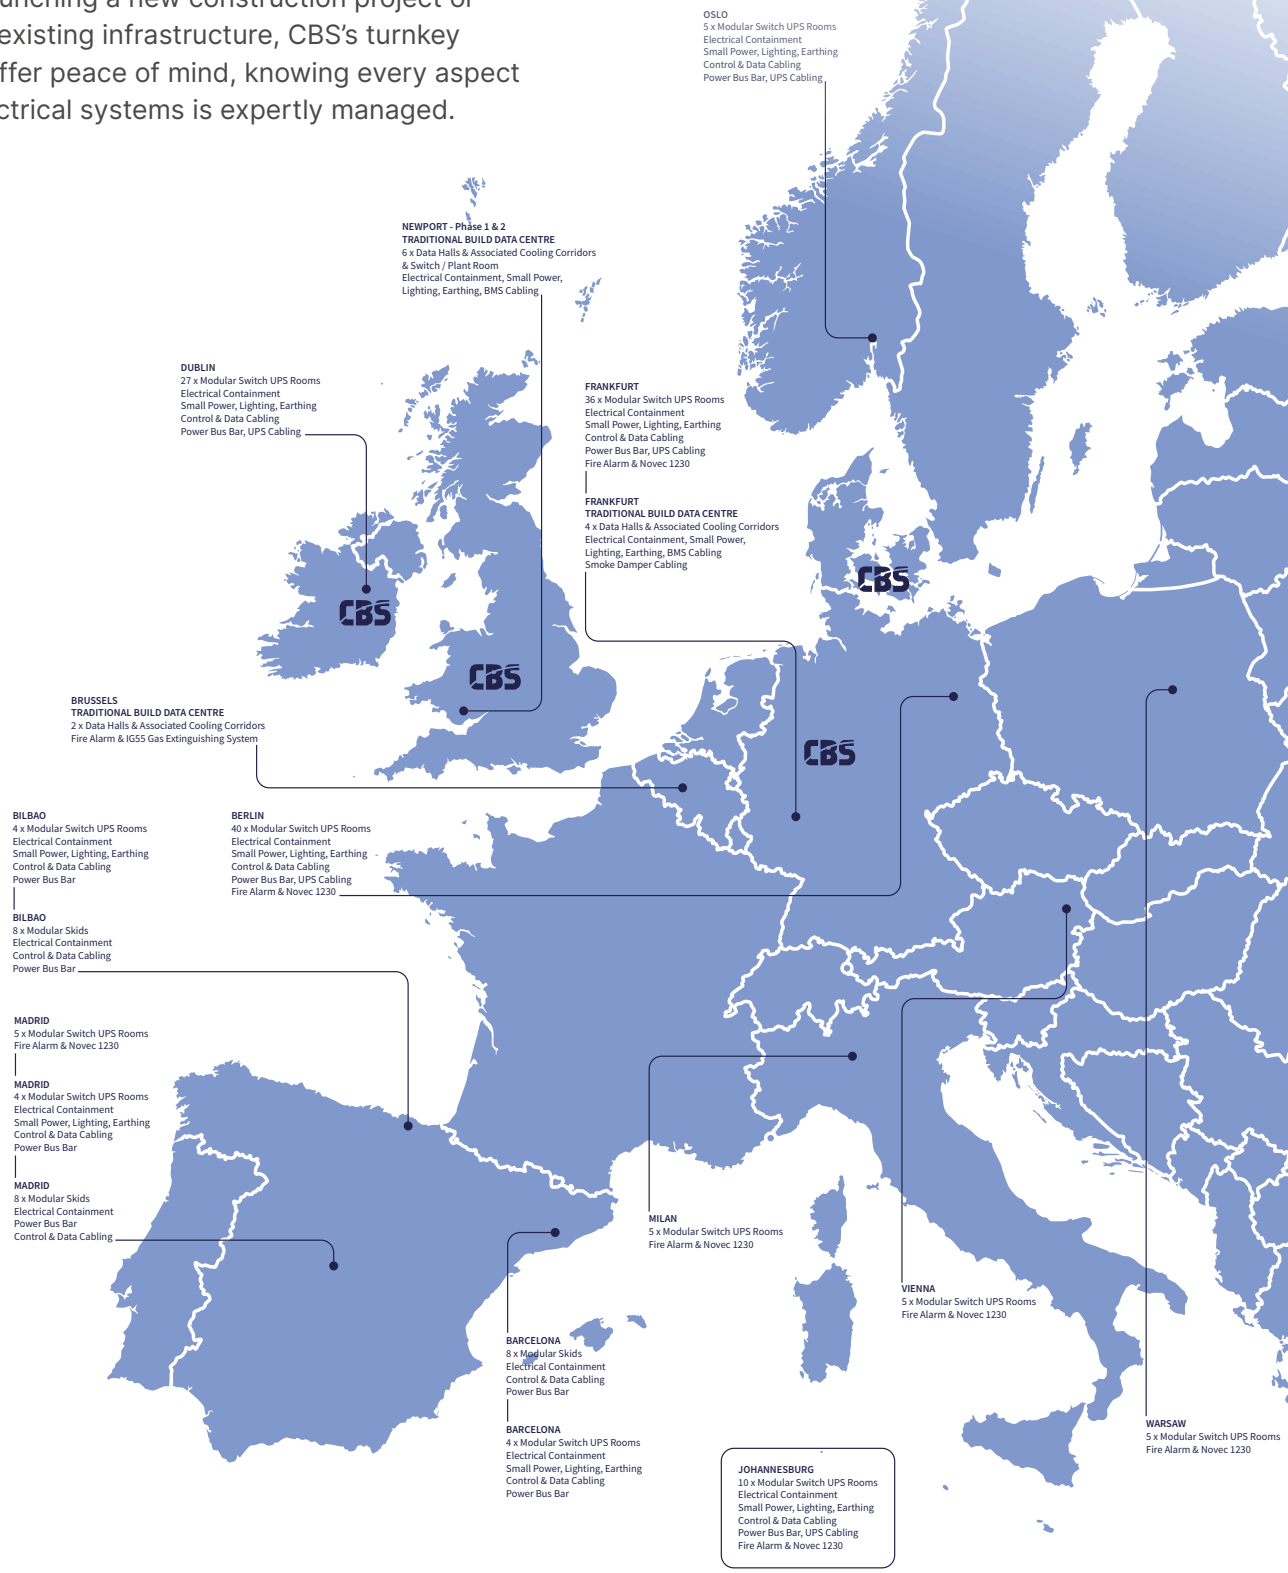 unching a new construction project or
existing infrastructure, CBS's turnkey
ffer peace of mind, knowing every aspect
ctrical systems is expertly managed.
OSLO
5 x Modular Switch UPS Rooms
Electrical Containment
Small Power, Lighting, Earthing
Control & Data Cabling
Power Bus Bar, UPS Cabling
NEWPORT - Phase 1 & 2
TRADITIONAL BUILD DATA CENTRE
6 x Data Halls & Associated Cooling Corridors
& Switch / Plant Room
Electrical Containment, Small Power,
Lighting, Earthing, BMS Cabling
DUBLIN
27 x Modular Switch UPS Rooms
Electrical Containment
Small Power, Lighting, Earthing
Control & Data Cabling
Power Bus Bar, UPS Cabling
FRANKFURT
36 x Modular Switch UPS Rooms
Electrical Containment
Small Power, Lighting, Earthing
Control & Data Cabling
Power Bus Bar, UPS Cabling
Fire Alarm & Novec 1230
FRANKFURT
TRADITIONAL BUILD DATA CENTRE
4 x Data Halls & Associated Cooling Corridors
Electrical Containment, Small Power,
Lighting, Earthing, BMS Cabling
Smoke Damper Cabling
CBS
CBS
CBS
CBS
BRUSSELS
TRADITIONAL BUILD DATA CENTRE
2 x Data Halls & Associated Cooling Corridors
Fire Alarm & IG55 Gas Extinguishing System
BILBAO
4 x Modular Switch UPS Rooms
Electrical Containment
Small Power, Lighting, Earthing
Control & Data Cabling
Power Bus Bar
BILBAO
8 x Modular Skids
Electrical Containment
Control & Data Cabling
Power Bus Bar
BERLIN
40 x Modular Switch UPS Rooms
Electrical Containment
Small Power, Lighting, Earthing
Control & Data Cabling
Power Bus Bar, UPS Cabling
Fire Alarm & Novec 1230
MADRID
5 x Modular Switch UPS Rooms
Fire Alarm & Novec 1230
MADRID
4 x Modular Switch UPS Rooms
Electrical Containment
Small Power, Lighting, Earthing
Control & Data Cabling
Power Bus Bar
MADRID
8 x Modular Skids
Electrical Containment
Power Bus Bar
Control & Data Cabling
MILAN
5 x Modular Switch UPS Rooms
Fire Alarm & Novec 1230
VIENNA
5 x Modular Switch UPS Rooms
Fire Alarm & Novec 1230
BARCELONA
8 x Modular Skids
Electrical Containment
Control & Data Cabling
Power Bus Bar
BARCELONA
4 x Modular Switch UPS Rooms
Electrical Containment
Small Power, Lighting, Earthing
Control & Data Cabling
Power Bus Bar
WARSAW
5 x Modular Switch UPS Rooms
Fire Alarm & Novec 1230
JOHANNESBURG
10 x Modular Switch UPS Rooms
Electrical Containment
Small Power, Lighting, Earthing
Control & Data Cabling
Power Bus Bar, UPS Cabling
Fire Alarm & Novec 1230